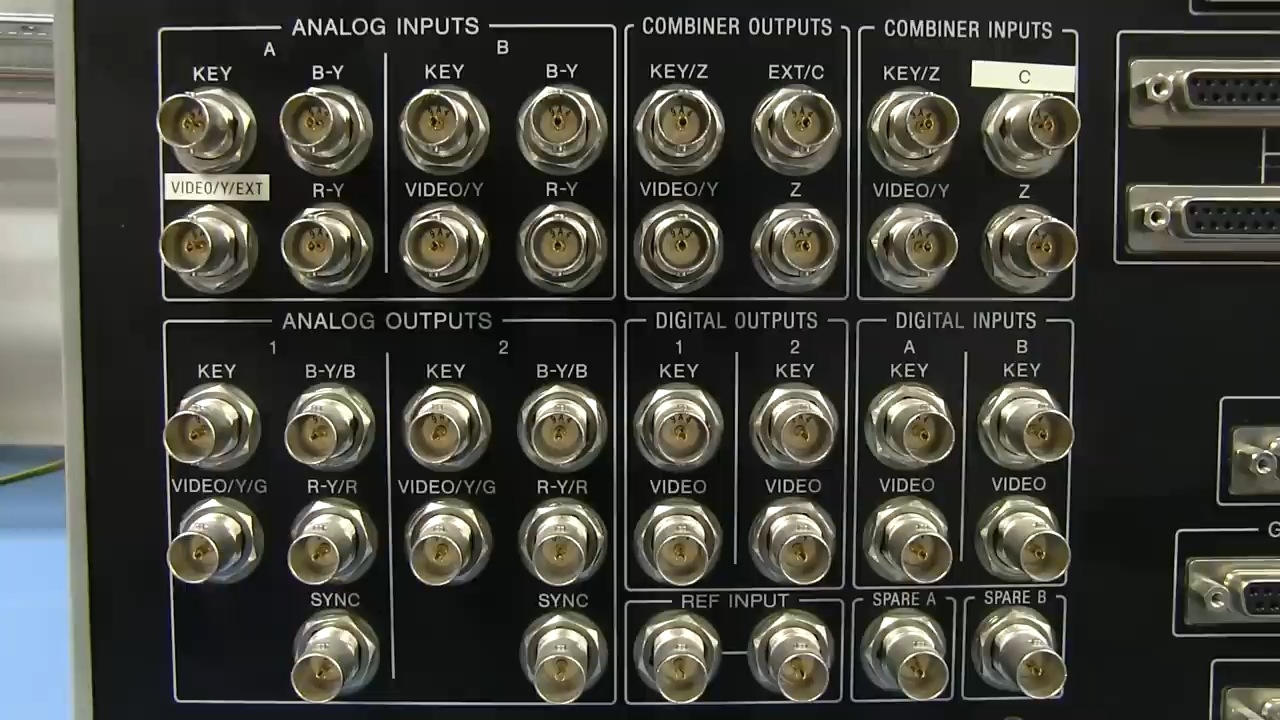 ANALOG INPUTS
A
B
KEY
B-Y
KEY
B-Y
VIDEO/Y/EXT
R-Y
VIDEO/Y
R-Y
COMBINER OUTPUTS
KEY/Z
EXT/C
VIDEO/Y
Z
COMBINER INPUTS
KEY/Z
C
VIDEO/Y
Z
ANALOG OUTPUTS
1
2
KEY
B-Y/B
KEY
B-Y/B
VIDEO/Y/G
R-Y/R
VIDEO/Y/G
R-Y/R
SYNC
SYNC
DIGITAL OUTPUTS
1
2
KEY
KEY
VIDEO
VIDEO
DIGITAL INPUTS
A
B
KEY
KEY
VIDEO
VIDEO
REF INPUT
SPARE A
SPARE B